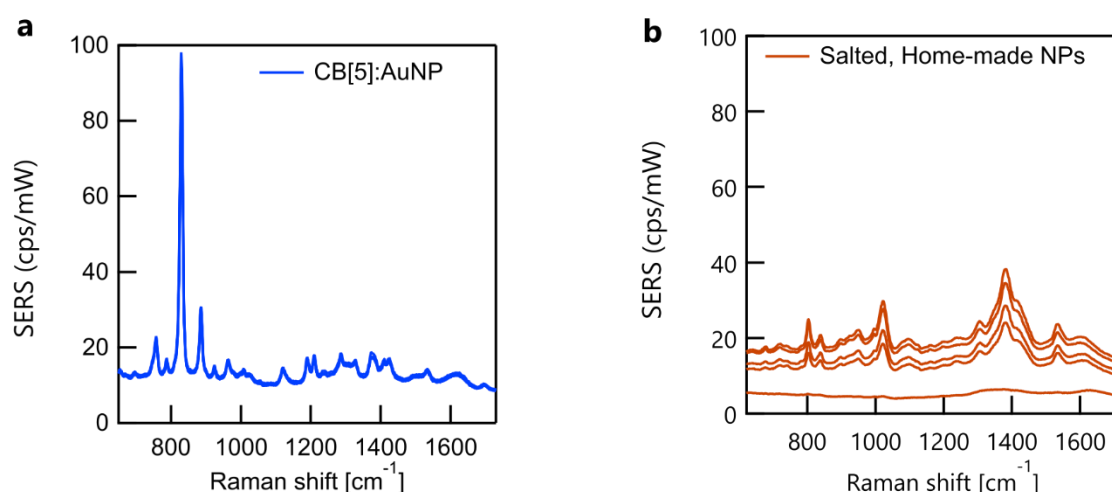 a
CB[5]:AuNP
100
80
60
40
20
0
SERS (cps/mW)
800
1000
1200
1400
1600
Raman shift [cm⁻¹]
b
Salted, Home-made NPs
100
80
60
40
20
0
SERS (cps/mW)
800
1000
1200
1400
1600
Raman shift [cm⁻¹]